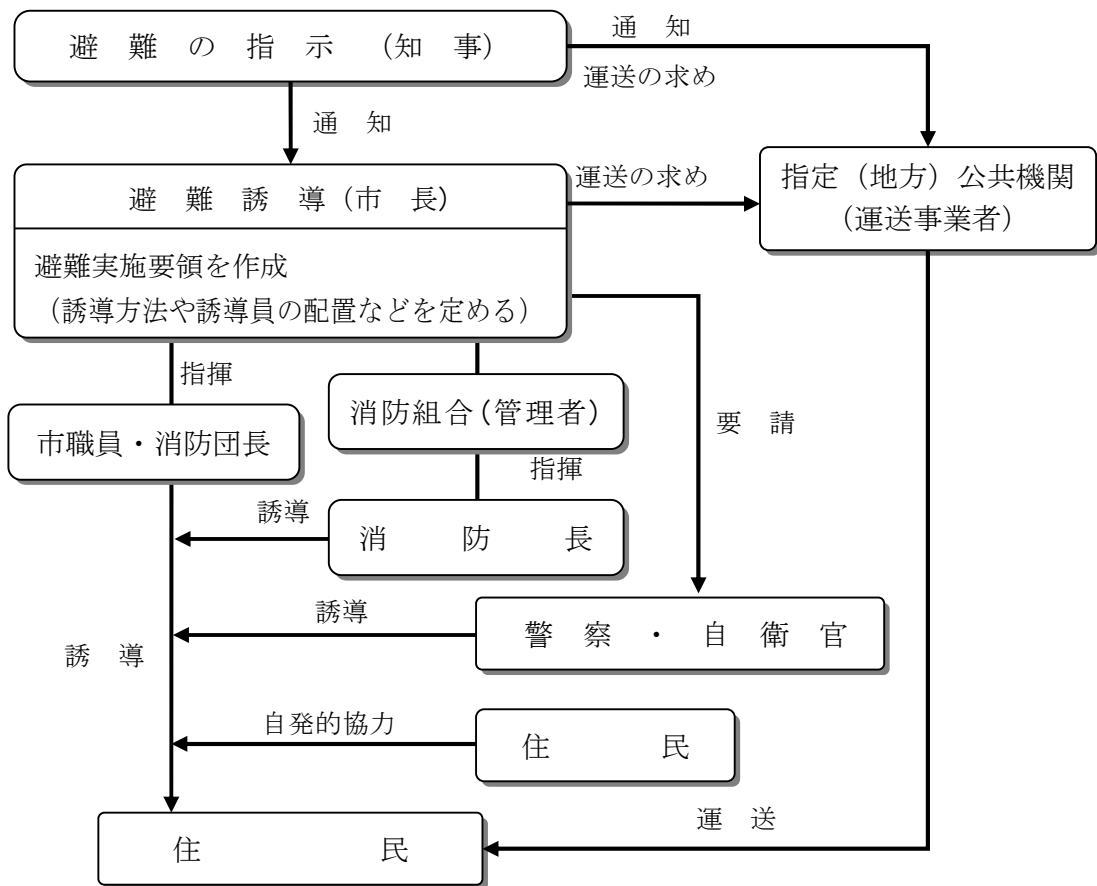 避難の指示（知事）
通知
運送の求め
通知
避難誘導（市長）
運送の求め
指定（地方）公共機関
（運送事業者）
避難実施要領を作成
（誘導方法や誘導員の配置などを定める）
指揮
消防組合（管理者）
市職員・消防団長
要請
指揮
誘導
消防長
誘導
警察・自衛官
誘導
自発的協力
住民
運送
住民